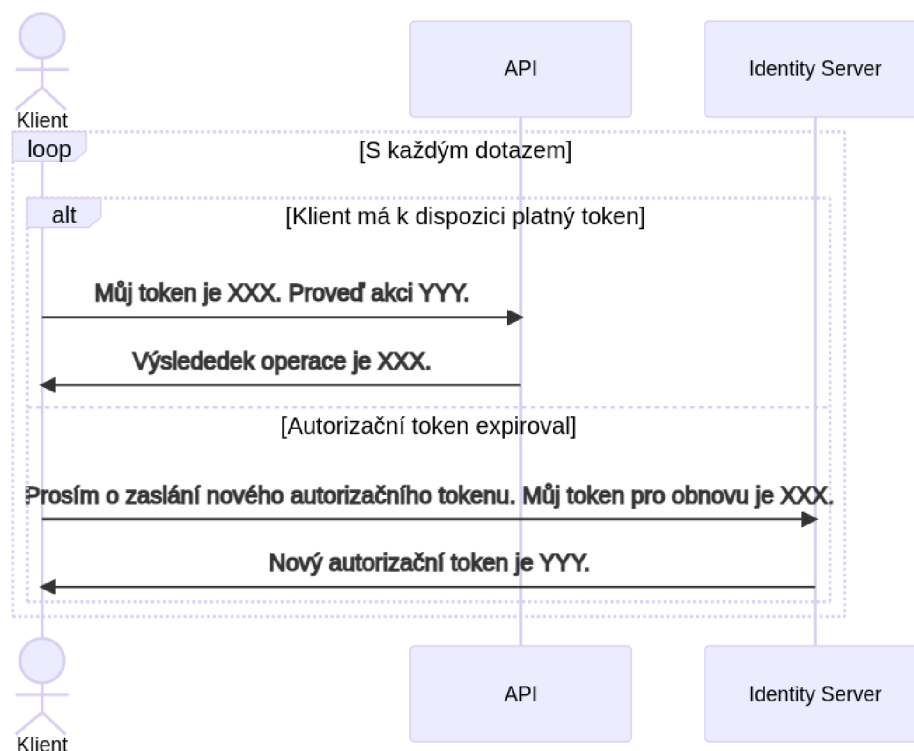 API
Identity Server
Klient
loop
[S každým dotazem]
alt
[Klient má k dispozici platný token]
Můj token je XXX. Proveď akci YYY.
Výslededek operace je XXX.
[Autorizační token expiroval]
Prosím o zaslání nového autorizačního tokenu. Můj token pro obnovu je XXX.
Nový autorizační token je YYY.
API
Identity Server
Klient